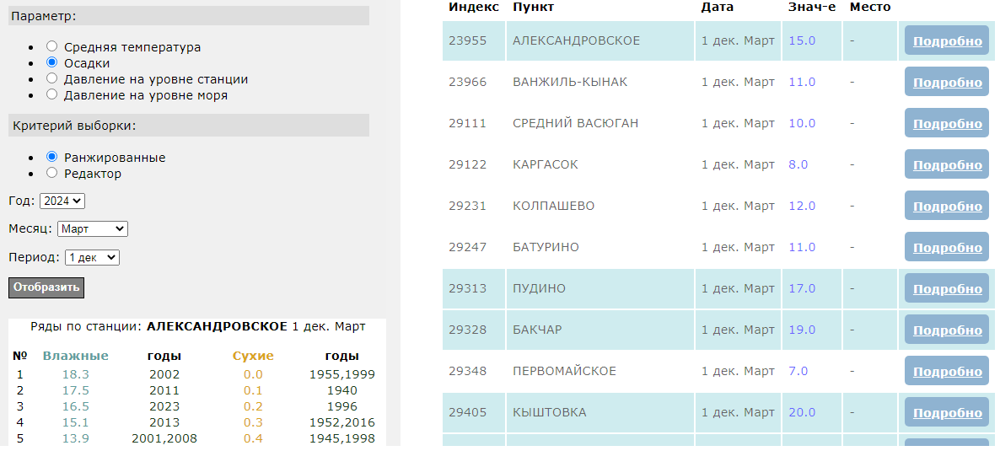 Параметр:
Средняя температура
Осадки
Давление на уровне станции
Давление на уровне моря
Критерий выборки:
Ранжированные
Редактор
Год: 2024
Месяц: Март
Период: 1 дек
Отобразить
Ряды по станции: АЛЕКСАНДРОВСКОЕ 1 дек. Март
№ Влажные годы Сухие годы
1 18.3 2002 0.0 1955,1999
2 17.5 2011 0.1 1940
3 16.5 2023 0.2 1996
4 15.1 2013 0.3 1952,2016
5 13.9 2001,2008 0.4 1945,1998
Индекс Пункт Дата Знач-е Место
23955 АЛЕКСАНДРОВСКОЕ 1 дек. Март 15.0 - Подробно
23966 ВАНЖИЛЬ-КЫНАК 1 дек. Март 11.0 - Подробно
29111 СРЕДНИЙ ВАСЮГАН 1 дек. Март 10.0 - Подробно
29122 КАРГАСОК 1 дек. Март 8.0 - Подробно
29231 КОЛПАШЕВО 1 дек. Март 12.0 - Подробно
29247 БАТУРИНО 1 дек. Март 11.0 - Подробно
29313 ПУДИНО 1 дек. Март 17.0 - Подробно
29328 БАКЧАР 1 дек. Март 19.0 - Подробно
29348 ПЕРВОМАЙСКОЕ 1 дек. Март 7.0 - Подробно
29405 КЫШТОВКА 1 дек. Март 20.0 - Подробно